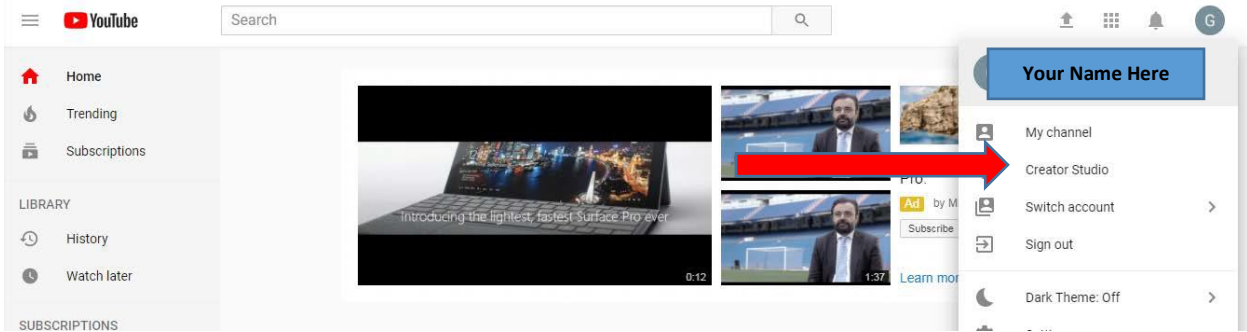 YouTube
Search
G
Your Name Here
Home
Trending
Subscriptions
LIBRARY
History
Watch later
SUBSCRIPTIONS
Introducing the lightest, fastest Surface Pro ever
0:12
1:37
Pro.
Ad by M
Subscribe
Learn mor
My channel
Creator Studio
Switch account
Sign out
Dark Theme: Off